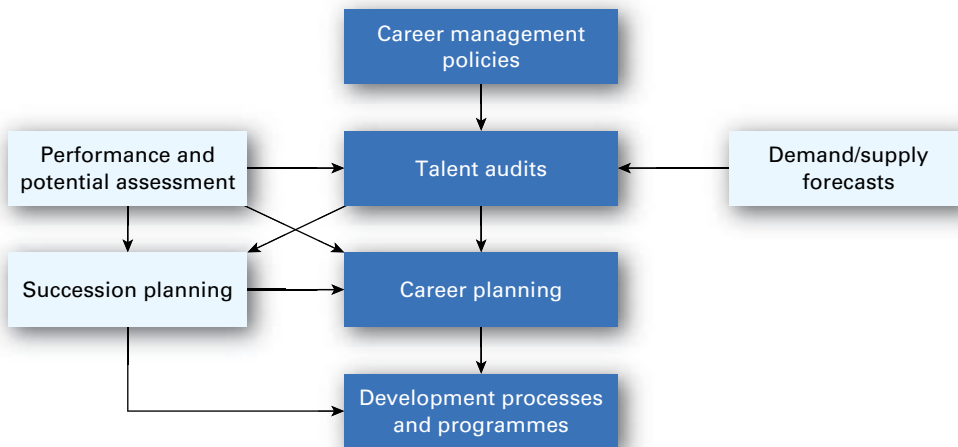 Career management
policies
Performance and
potential assessment
Talent audits
Demand/supply
forecasts
Succession planning
Career planning
Development processes
and programmes